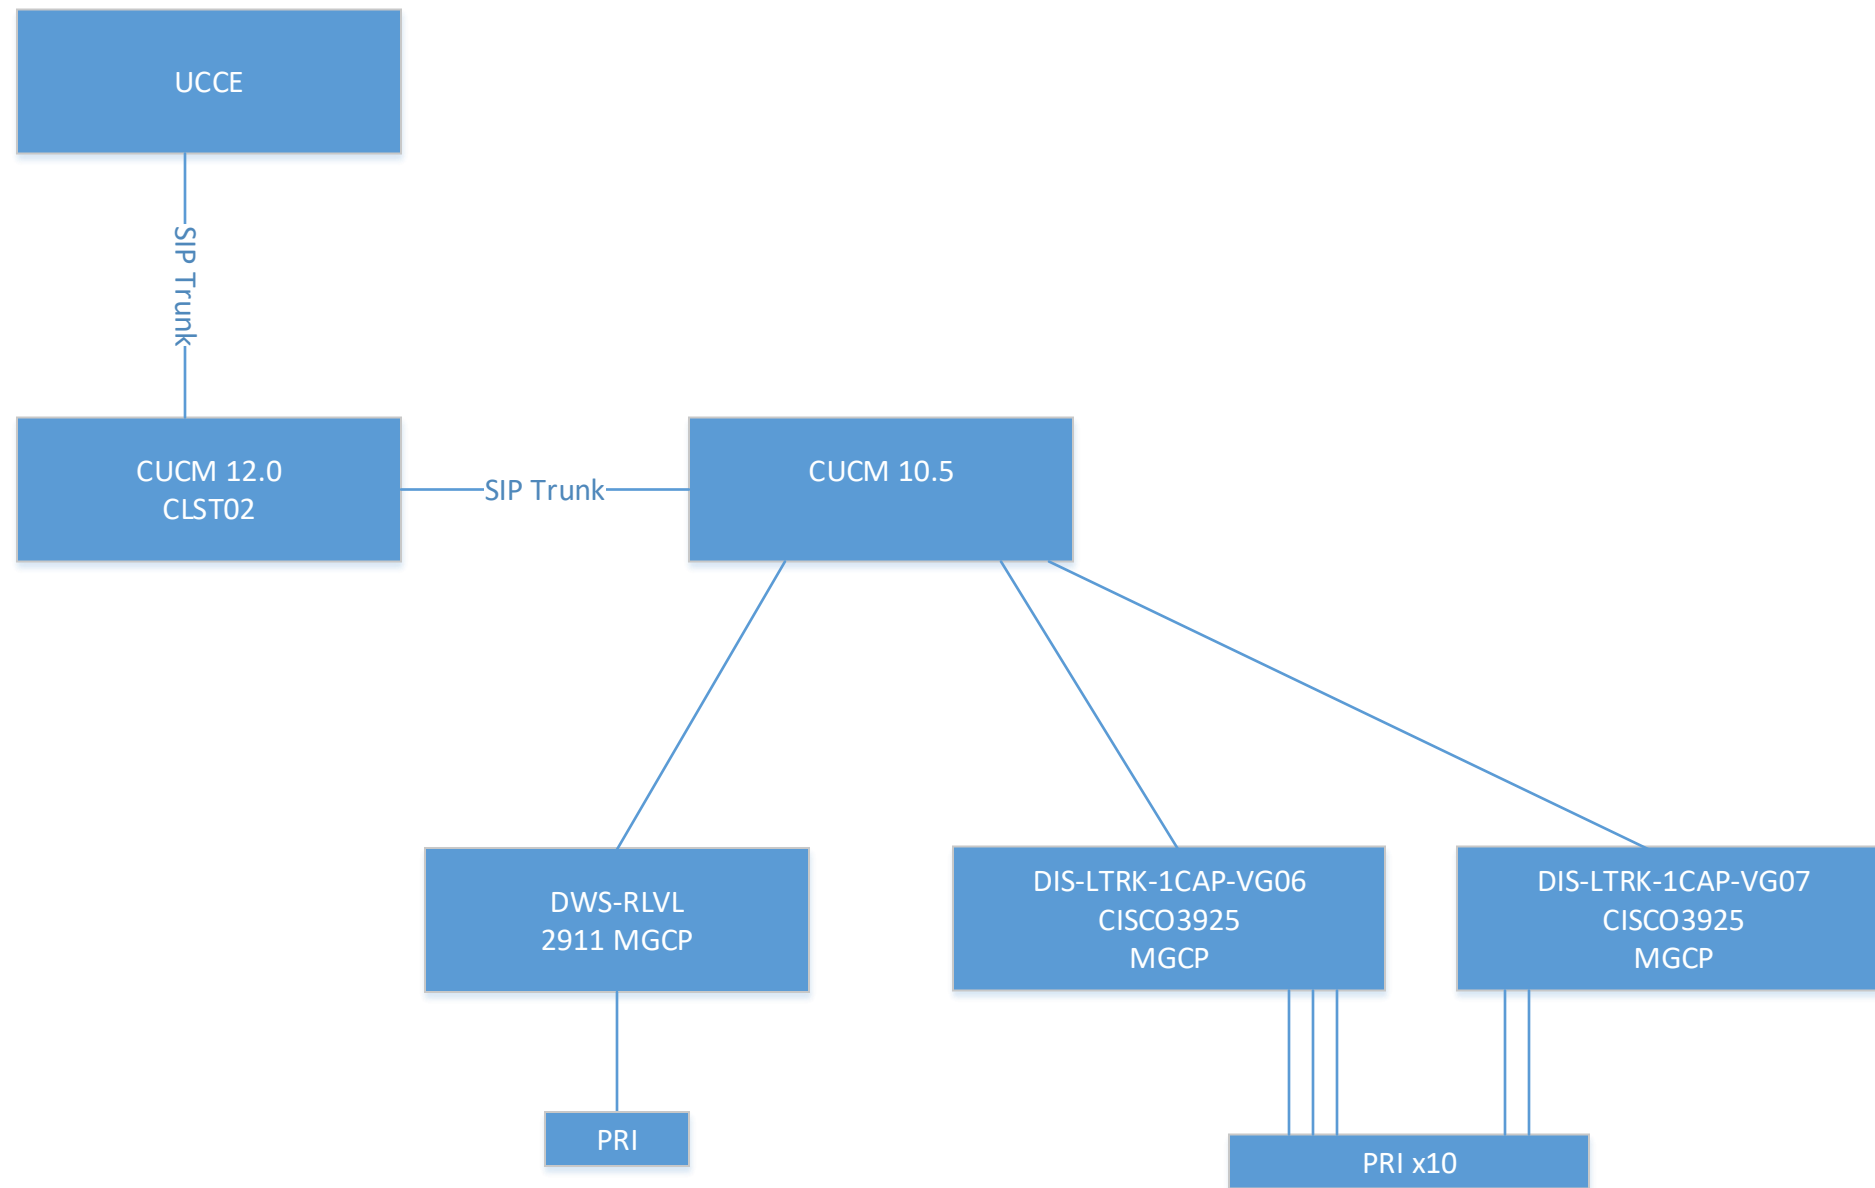 UCCE
SIP Trunk
CUCM 12.0
CLST02
SIP Trunk
CUCM 10.5
DWS-RLVL
2911 MGCP
DIS-LTRK-1CAP-VG06
CISCO3925
MGCP
DIS-LTRK-1CAP-VG07
CISCO3925
MGCP
PRI
PRI x10